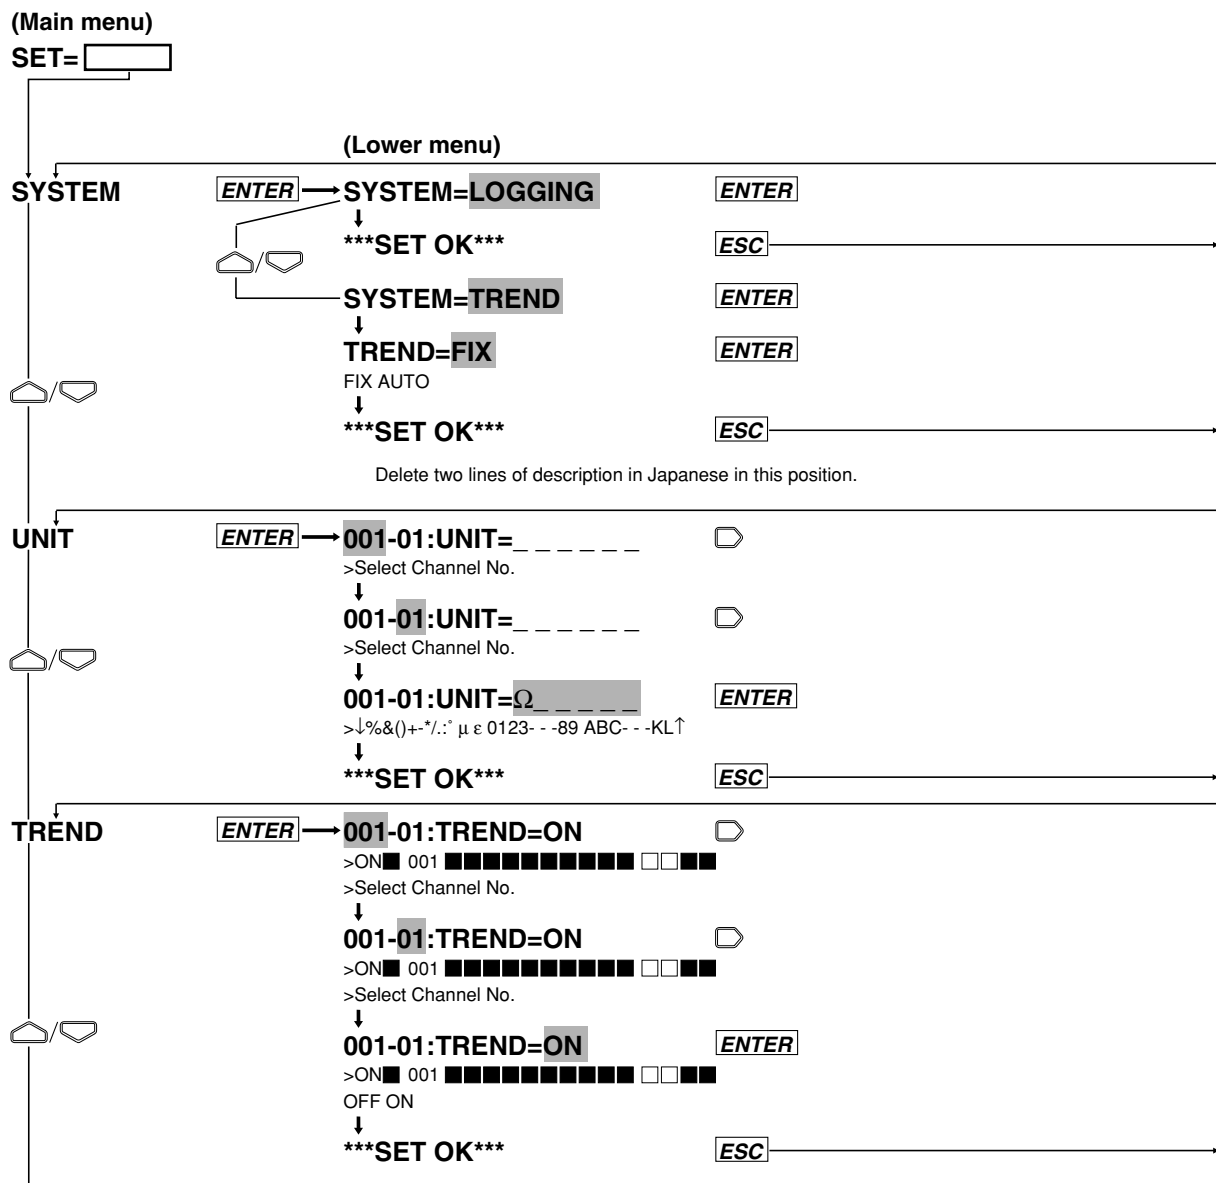 (Main menu)
SET=
(Lower menu)
SYSTEM ENTER SYSTEM=LOGGING ENTER
***SET OK*** ESC
/
SYSTEM=TREND ENTER
TREND=FIX ENTER
FIX AUTO
/
***SET OK*** ESC
Delete two lines of description in Japanese in this position.
UNIT ENTER 001-01:UNIT=_ _ _ _ _ _
>Select Channel No.
001-01:UNIT=_ _ _ _ _ _
>Select Channel No.
/
001-01:UNIT=Ω_ _ _ _ _ ENTER
>↓%&()+-*/.:° μ ε 0123- - -89 ABC- - -KL↑
***SET OK*** ESC
TREND ENTER 001-01:TREND=ON
>ON■ 001 ■■■■■■■■■■ □□■■
>Select Channel No.
001-01:TREND=ON
>ON■ 001 ■■■■■■■■■■ □□■■
>Select Channel No.
/
001-01:TREND=ON ENTER
>ON■ 001 ■■■■■■■■■■ □□■■
OFF ON
***SET OK*** ESC